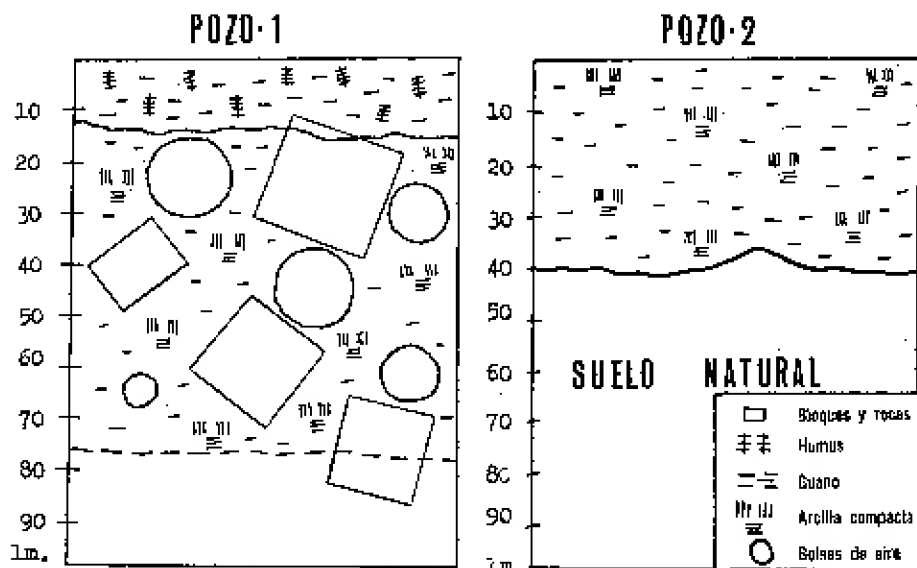 POZO·1
POZO·2
10
20
30
40
50
60
70
80
90
1m.
10
20
30
40
50
60
70
80
90
SUELO NATURAL
Bloques y rocas
Humus
Guano
Arcilla compacta
Bolsas de aire